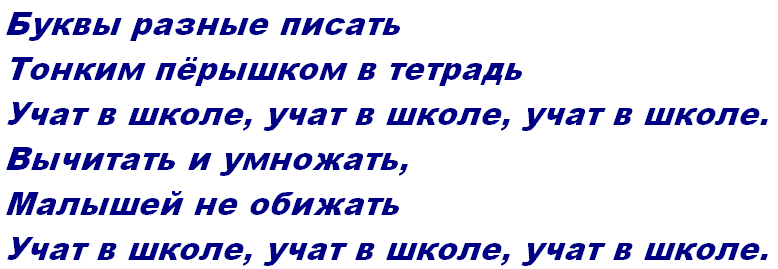 Буквы разные писать
Тонким пёрышком в тетрадь
Учат в школе, учат в школе, учат в школе.
Вычитать и умножать,
Малышей не обижать
Учат в школе, учат в школе, учат в школе.